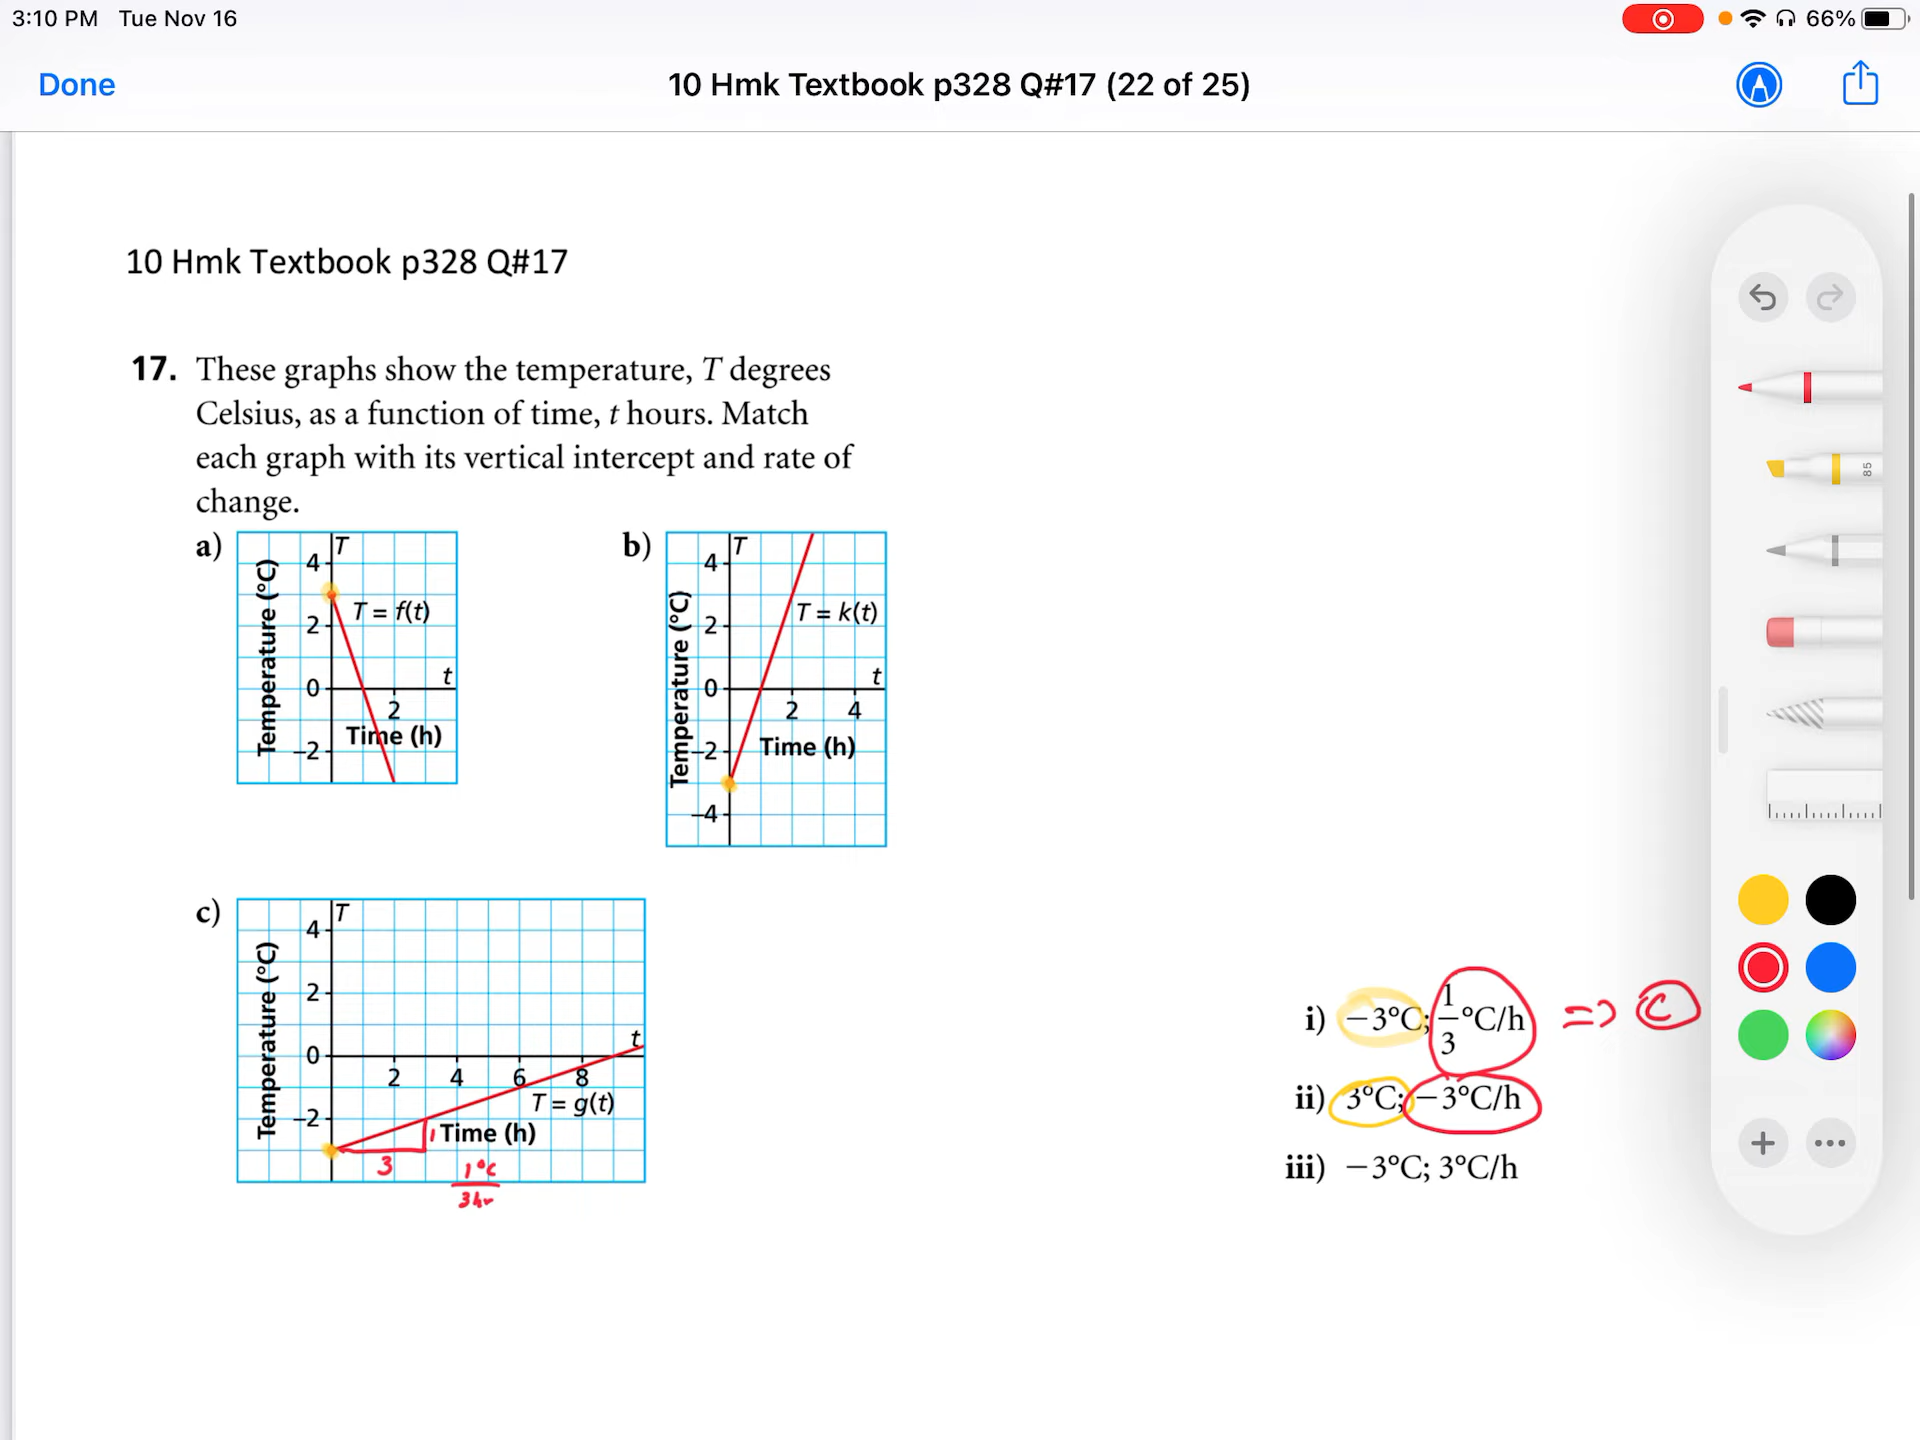 3:10 PM Tue Nov 16 66%
Done 10 Hmk Textbook p328 Q#17 (22 of 25)
10 Hmk Textbook p328 Q#17
17. These graphs show the temperature, T degrees
Celsius, as a function of time, t hours. Match
each graph with its vertical intercept and rate of
change.
a)
Temperature (°C)
T
4
2
0
−2
T = f(t)
t
2
Time (h)
b)
Temperature (°C)
T
4
2
0
−2
−4
T = k(t)
t
2 4
Time (h)
c)
Temperature (°C)
T
4
2
0
−2
t
2 4 6 8
T = g(t)
Time (h)
1
3
1°C
3hr
i) −3°C; 1/3 °C/h => C
ii) 3°C; −3°C/h
iii) −3°C; 3°C/h
85